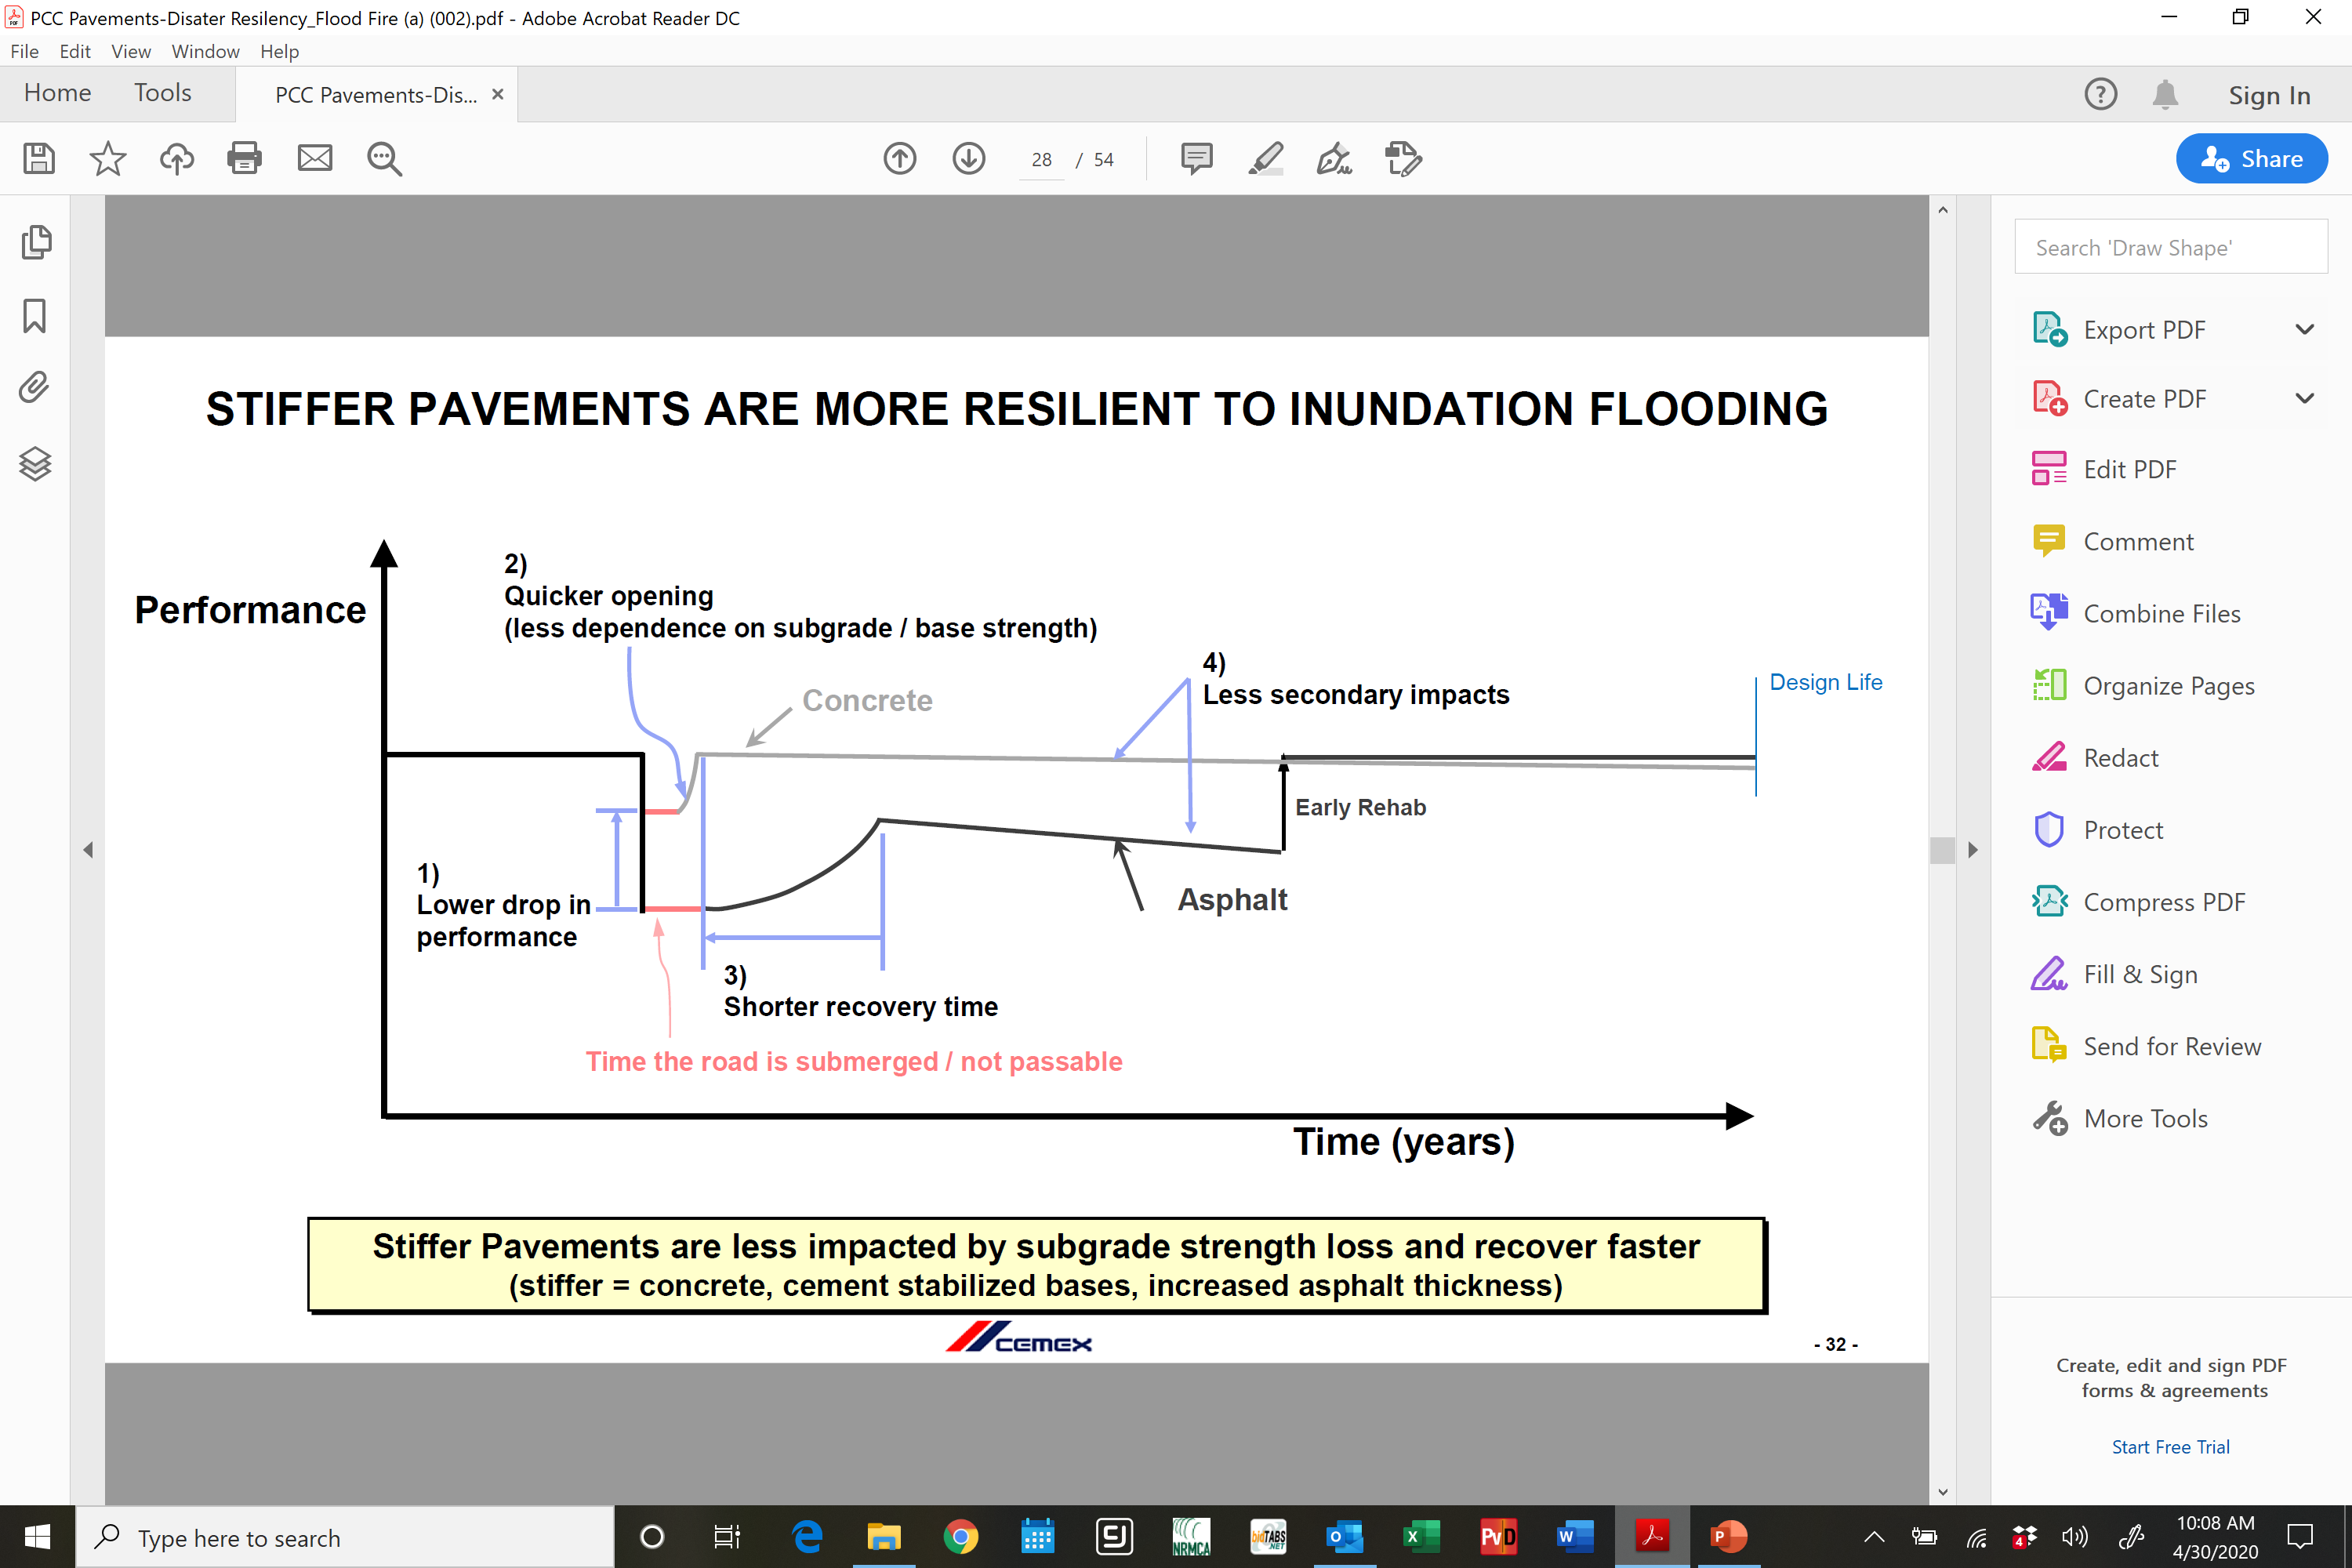 PCC Pavements-Disater Resilency_Flood Fire (a) (002).pdf - Adobe Acrobat Reader DC
File Edit View Window Help
Home Tools PCC Pavements-Dis... ×
Sign In
28 / 54
Share
Search 'Draw Shape'
Export PDF
Create PDF
Edit PDF
Comment
Combine Files
Organize Pages
Redact
Protect
Compress PDF
Fill & Sign
Send for Review
More Tools
Create, edit and sign PDF
forms & agreements
Start Free Trial
STIFFER PAVEMENTS ARE MORE RESILIENT TO INUNDATION FLOODING
Performance
2)
Quicker opening
(less dependence on subgrade / base strength)
Concrete
4)
Less secondary impacts
Design Life
Early Rehab
1)
Lower drop in
performance
Asphalt
3)
Shorter recovery time
Time the road is submerged / not passable
Time (years)
Stiffer Pavements are less impacted by subgrade strength loss and recover faster
(stiffer = concrete, cement stabilized bases, increased asphalt thickness)
CEMEX
- 32 -
Type here to search
NRMCA
TABS
.NET
PvD
4
10:08 AM
4/30/2020